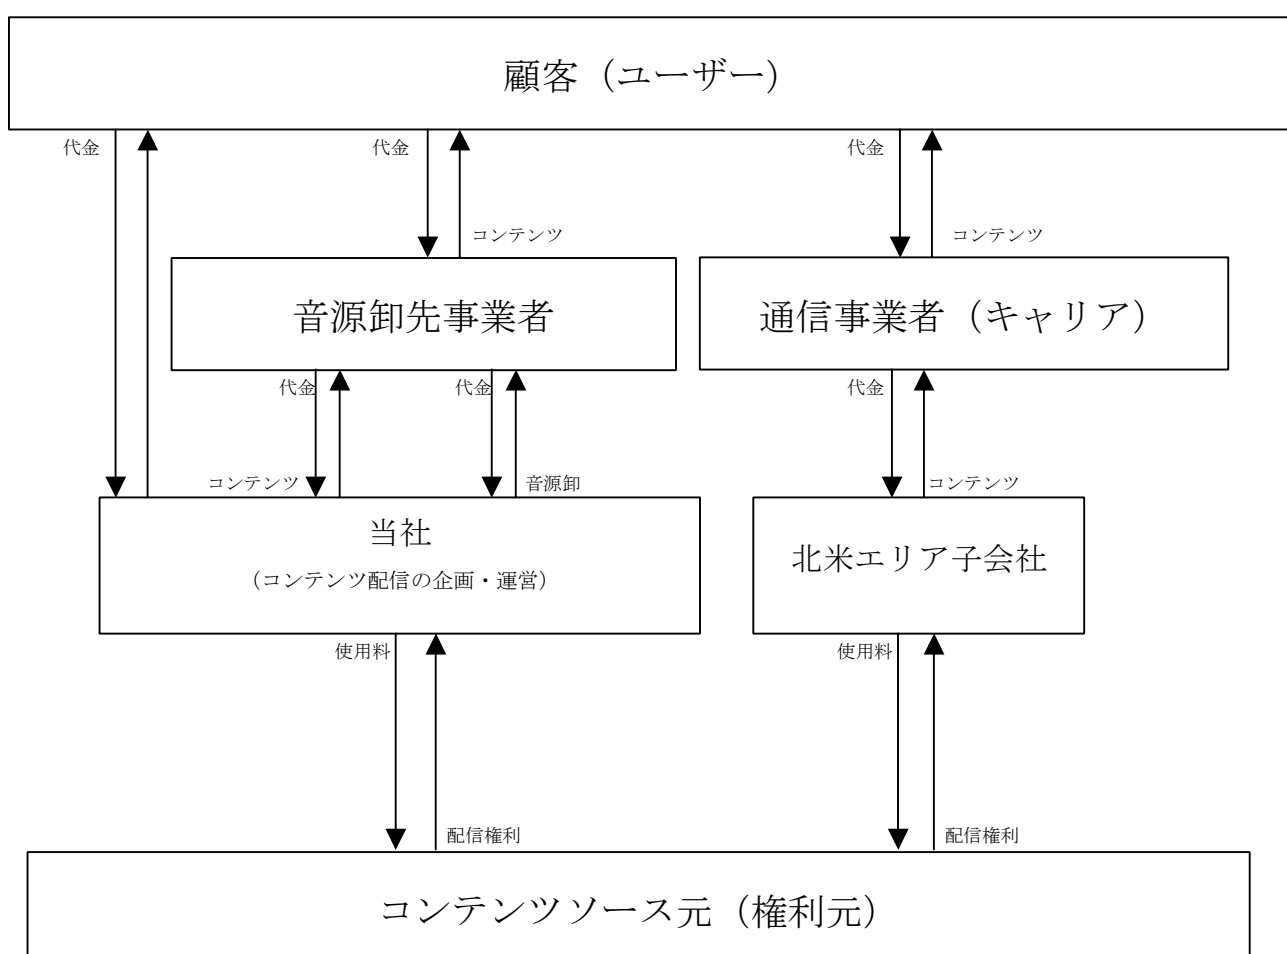 顧客（ユーザー）
代金
代金
代金
コンテンツ
コンテンツ
音源卸先事業者
通信事業者（キャリア）
代金
代金
代金
コンテンツ
音源卸
コンテンツ
当社
（コンテンツ配信の企画・運営）
北米エリア子会社
使用料
使用料
配信権利
配信権利
コンテンツソース元（権利元）